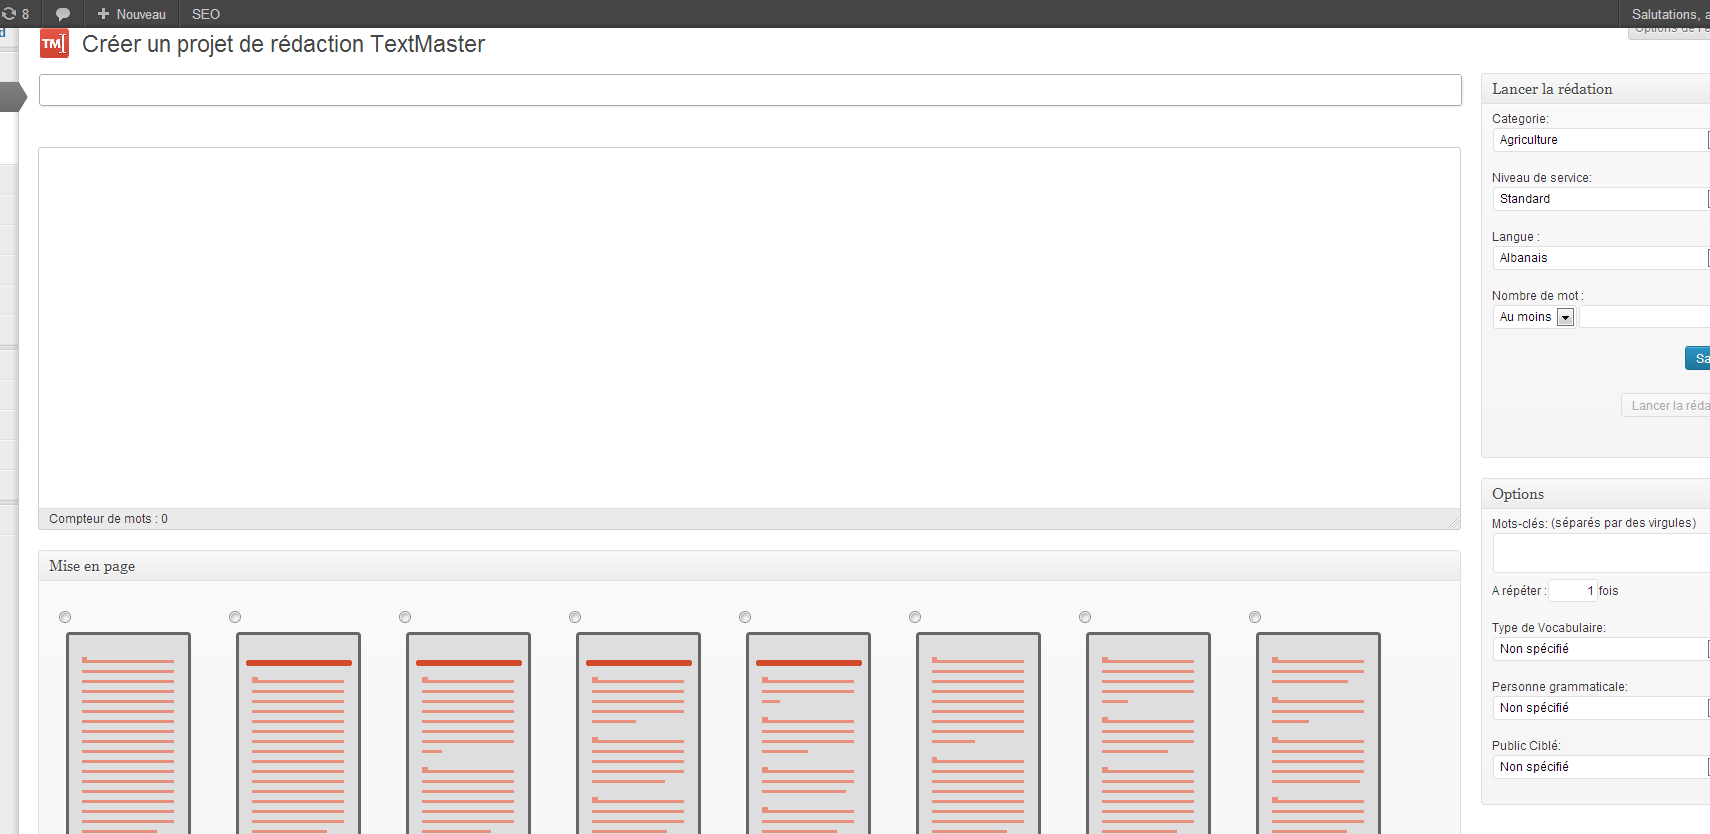 8 Nouveau SEO Salutations, a
TM Créer un projet de rédaction TextMaster
Lancer la rédation
Categorie:
Agriculture
Niveau de service:
Standard
Langue :
Albanais
Nombre de mot :
Au moins
Sa
Lancer la réda
Compteur de mots : 0
Options
Mots-clés: (séparés par des virgules)
A répéter : 1 fois
Type de Vocabulaire:
Non spécifié
Personne grammaticale:
Non spécifié
Public Ciblé:
Non spécifié
Mise en page